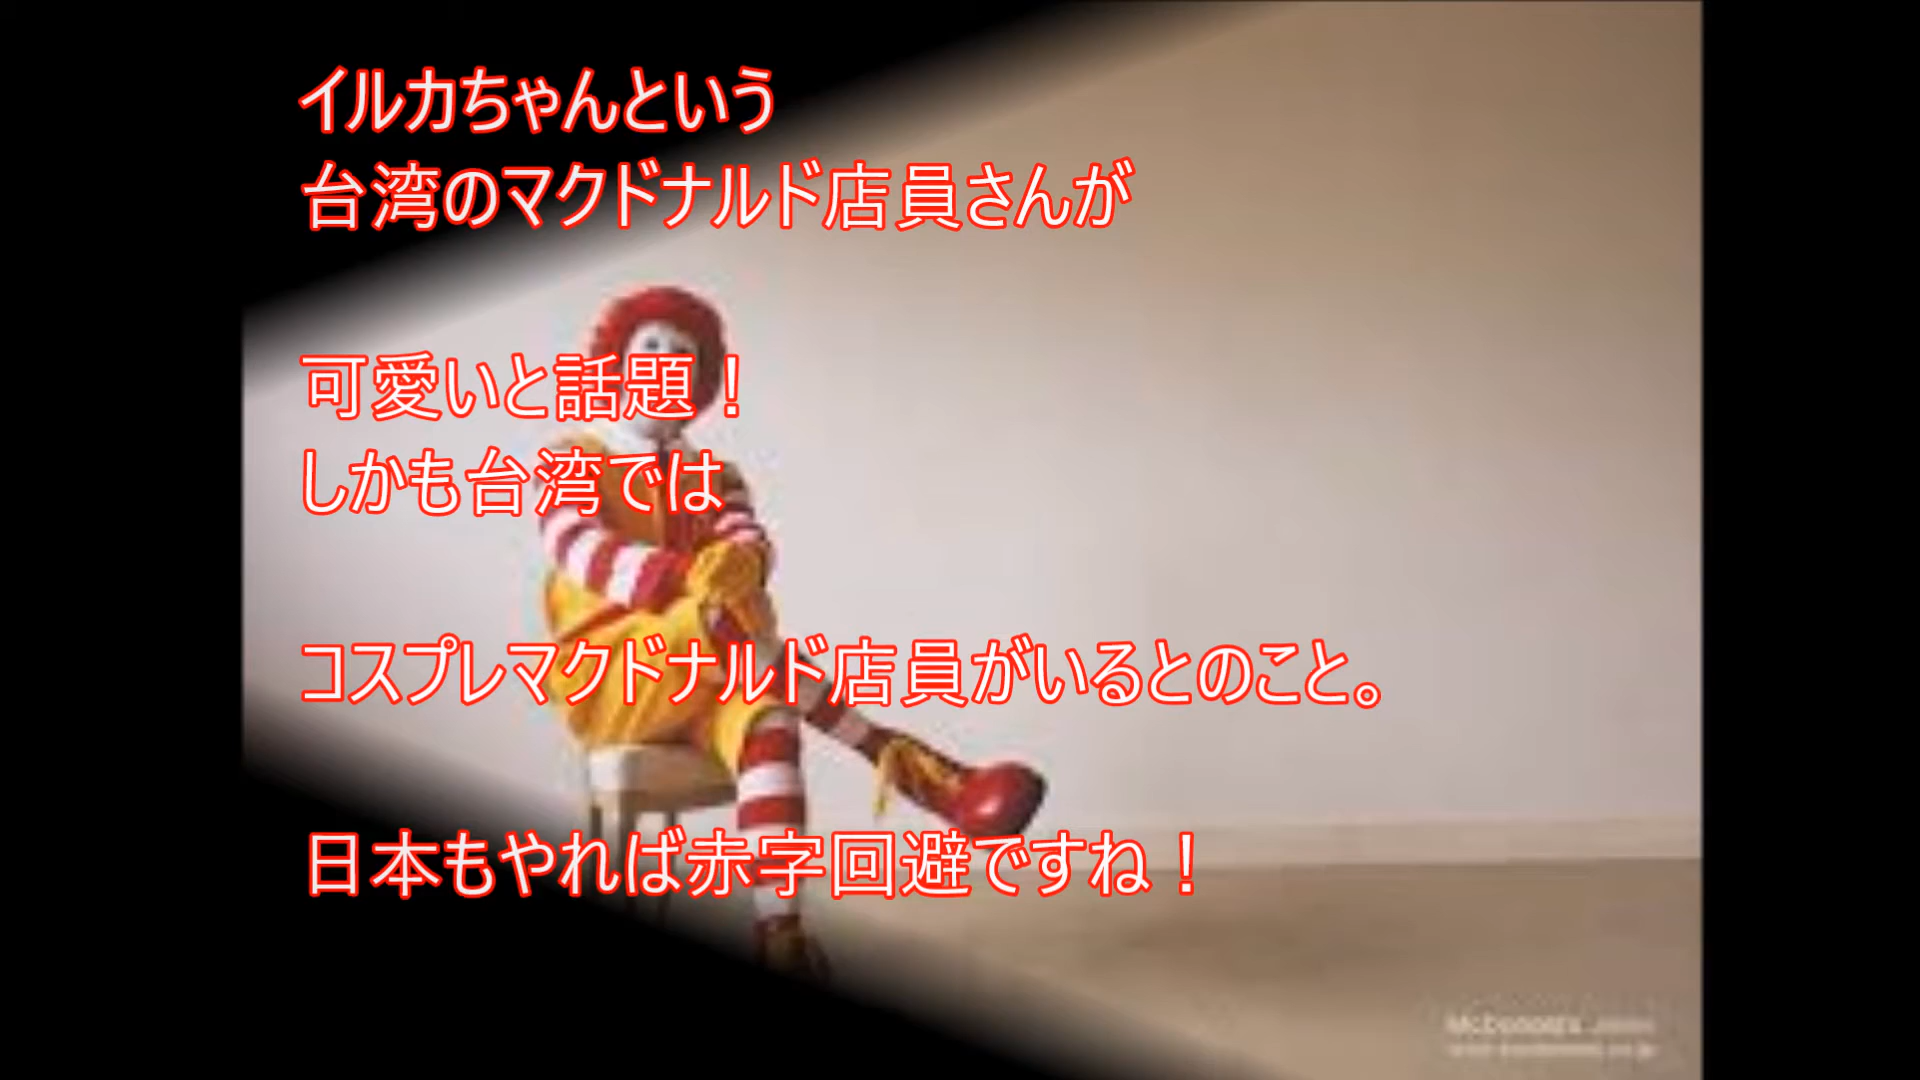 イルカちゃんという
台湾のマクドナルド店員さんが
可愛いと話題！
しかも台湾では
コスプレマクドナルド店員がいるとのこと。
日本もやれば赤字回避ですね！
McDonald's